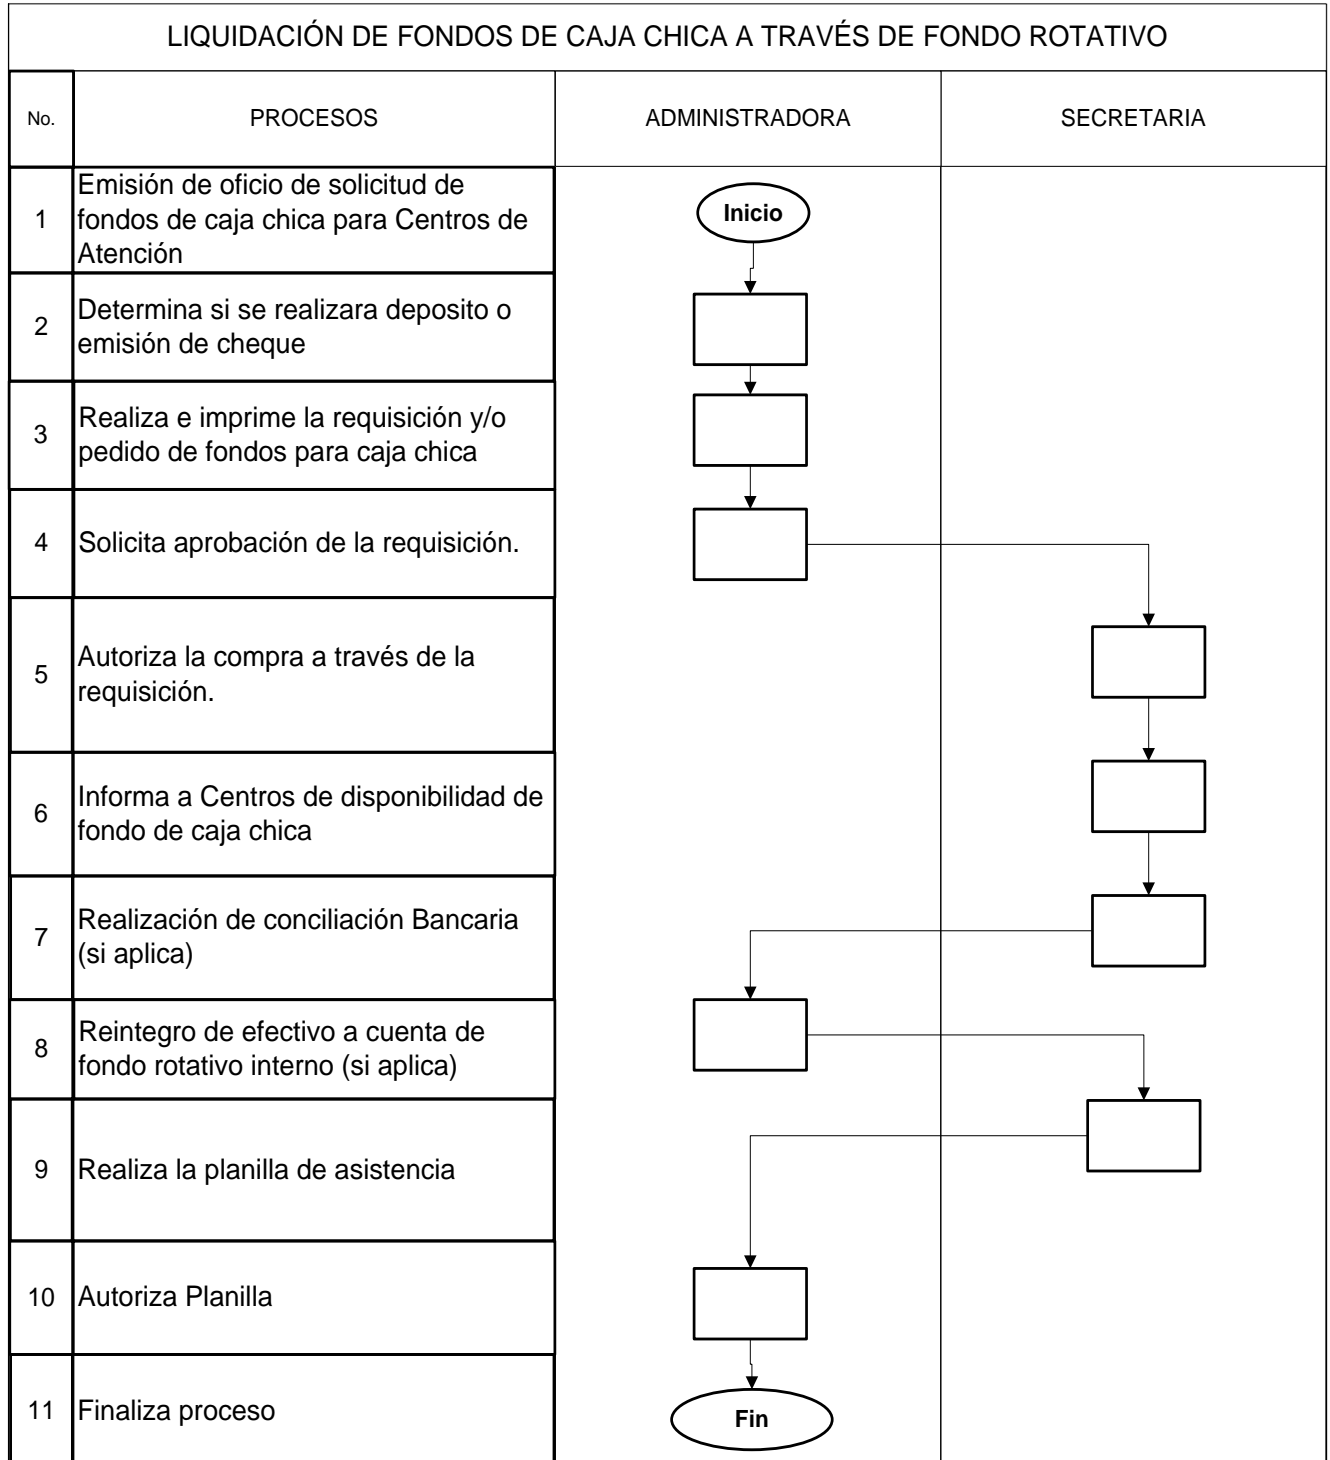 LIQUIDACIÓN DE FONDOS DE CAJA CHICA A TRAVÉS DE FONDO ROTATIVO
No. PROCESOS ADMINISTRADORA SECRETARIA
1
Emisión de oficio de solicitud de
fondos de caja chica para Centros de
Atención
Inicio
2
Determina si se realizara deposito o
emisión de cheque
3
Realiza e imprime la requisición y/o
pedido de fondos para caja chica
4
Solicita aprobación de la requisición.
5
Autoriza la compra a través de la
requisición.
6
Informa a Centros de disponibilidad de
fondo de caja chica
7
Realización de conciliación Bancaria
(si aplica)
8
Reintegro de efectivo a cuenta de
fondo rotativo interno (si aplica)
9
Realiza la planilla de asistencia
10
Autoriza Planilla
11
Finaliza proceso
Fin